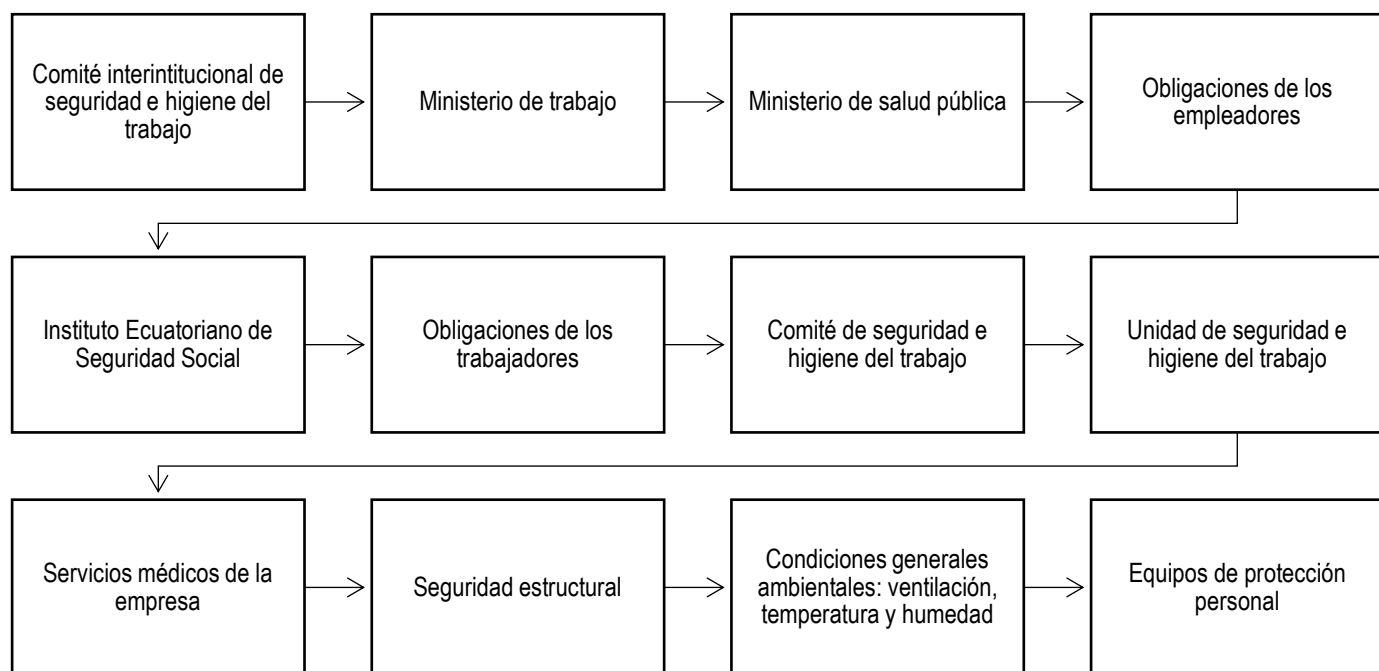 Comité interintitucional de
seguridad e higiene del
trabajo
Ministerio de trabajo
Ministerio de salud pública
Obligaciones de los
empleadores
Instituto Ecuatoriano de
Seguridad Social
Obligaciones de los
trabajadores
Comité de seguridad e
higiene del trabajo
Unidad de seguridad e
higiene del trabajo
Servicios médicos de la
empresa
Seguridad estructural
Condiciones generales
ambientales: ventilación,
temperatura y humedad
Equipos de protección
personal